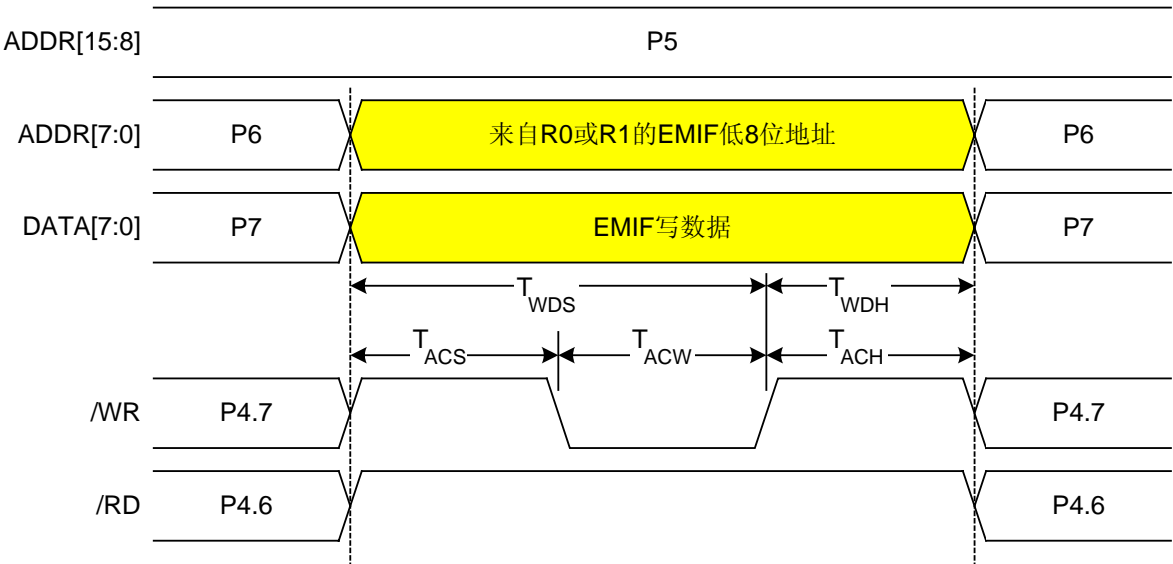 ADDR[15:8] P5
ADDR[7:0] P6 来自R0或R1的EMIF低8位地址 P6
DATA[7:0] P7 EMIF写数据 P7
TWDS TWDH
TACS TACW TACH
/WR P4.7 P4.7
/RD P4.6 P4.6